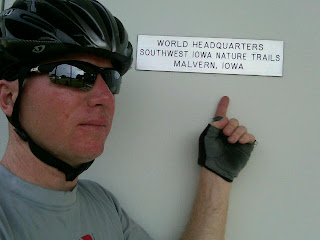 WORLD HEADQUARTERS
SOUTHWEST IOWA NATURE TRAILS
MALVERN, IOWA